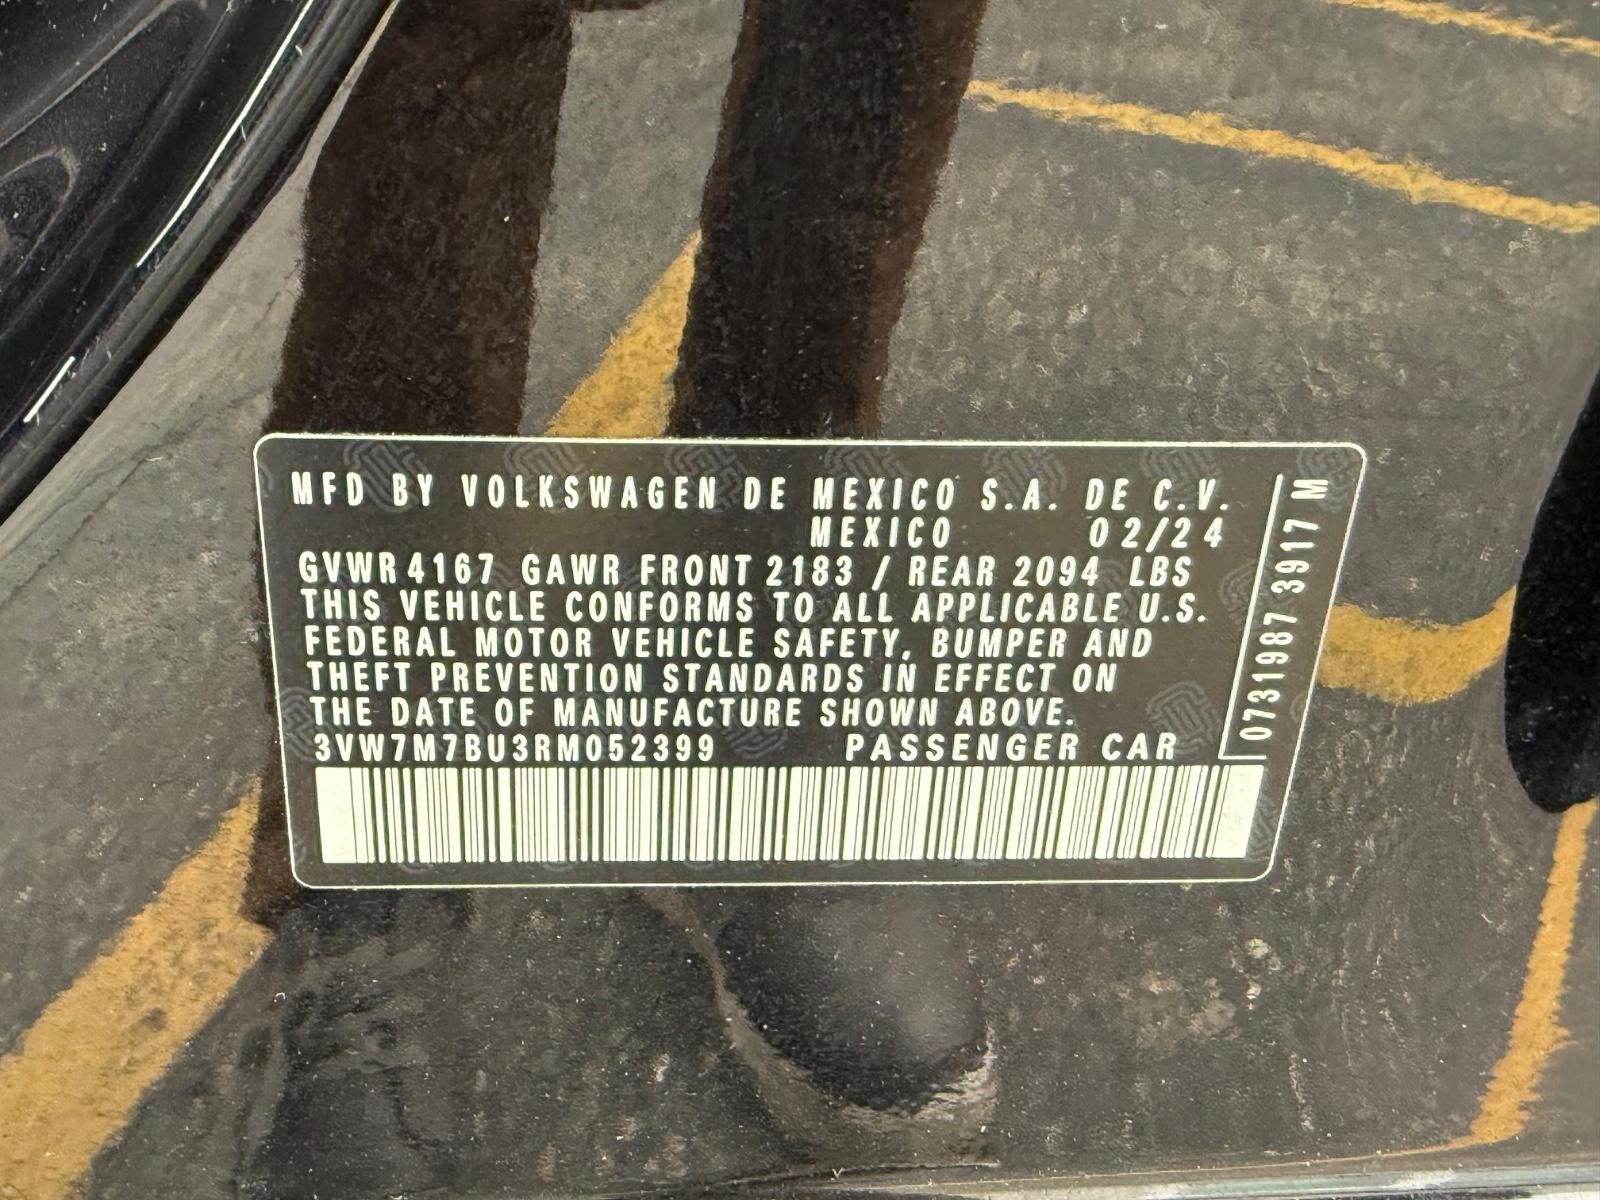 MFD BY VOLKSWAGEN DE MEXICO S.A. DE C.V.
MEXICO 02/24
GVWR 4167 GAWR FRONT 2183 / REAR 2094 LBS
THIS VEHICLE CONFORMS TO ALL APPLICABLE U.S.
FEDERAL MOTOR VEHICLE SAFETY, BUMPER AND
THEFT PREVENTION STANDARDS IN EFFECT ON
THE DATE OF MANUFACTURE SHOWN ABOVE.
3VW7M7BU3RM052399 PASSENGER CAR
0731987 3917 M